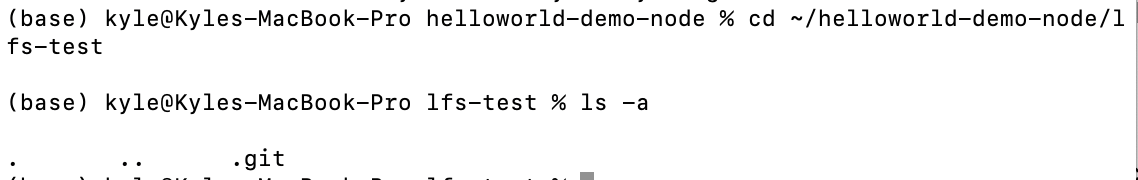 (base) kyle@Kyles-MacBook-Pro helloworld-demo-node % cd ~/helloworld-demo-node/l
fs-test
(base) kyle@Kyles-MacBook-Pro lfs-test % ls -a
. .. .git